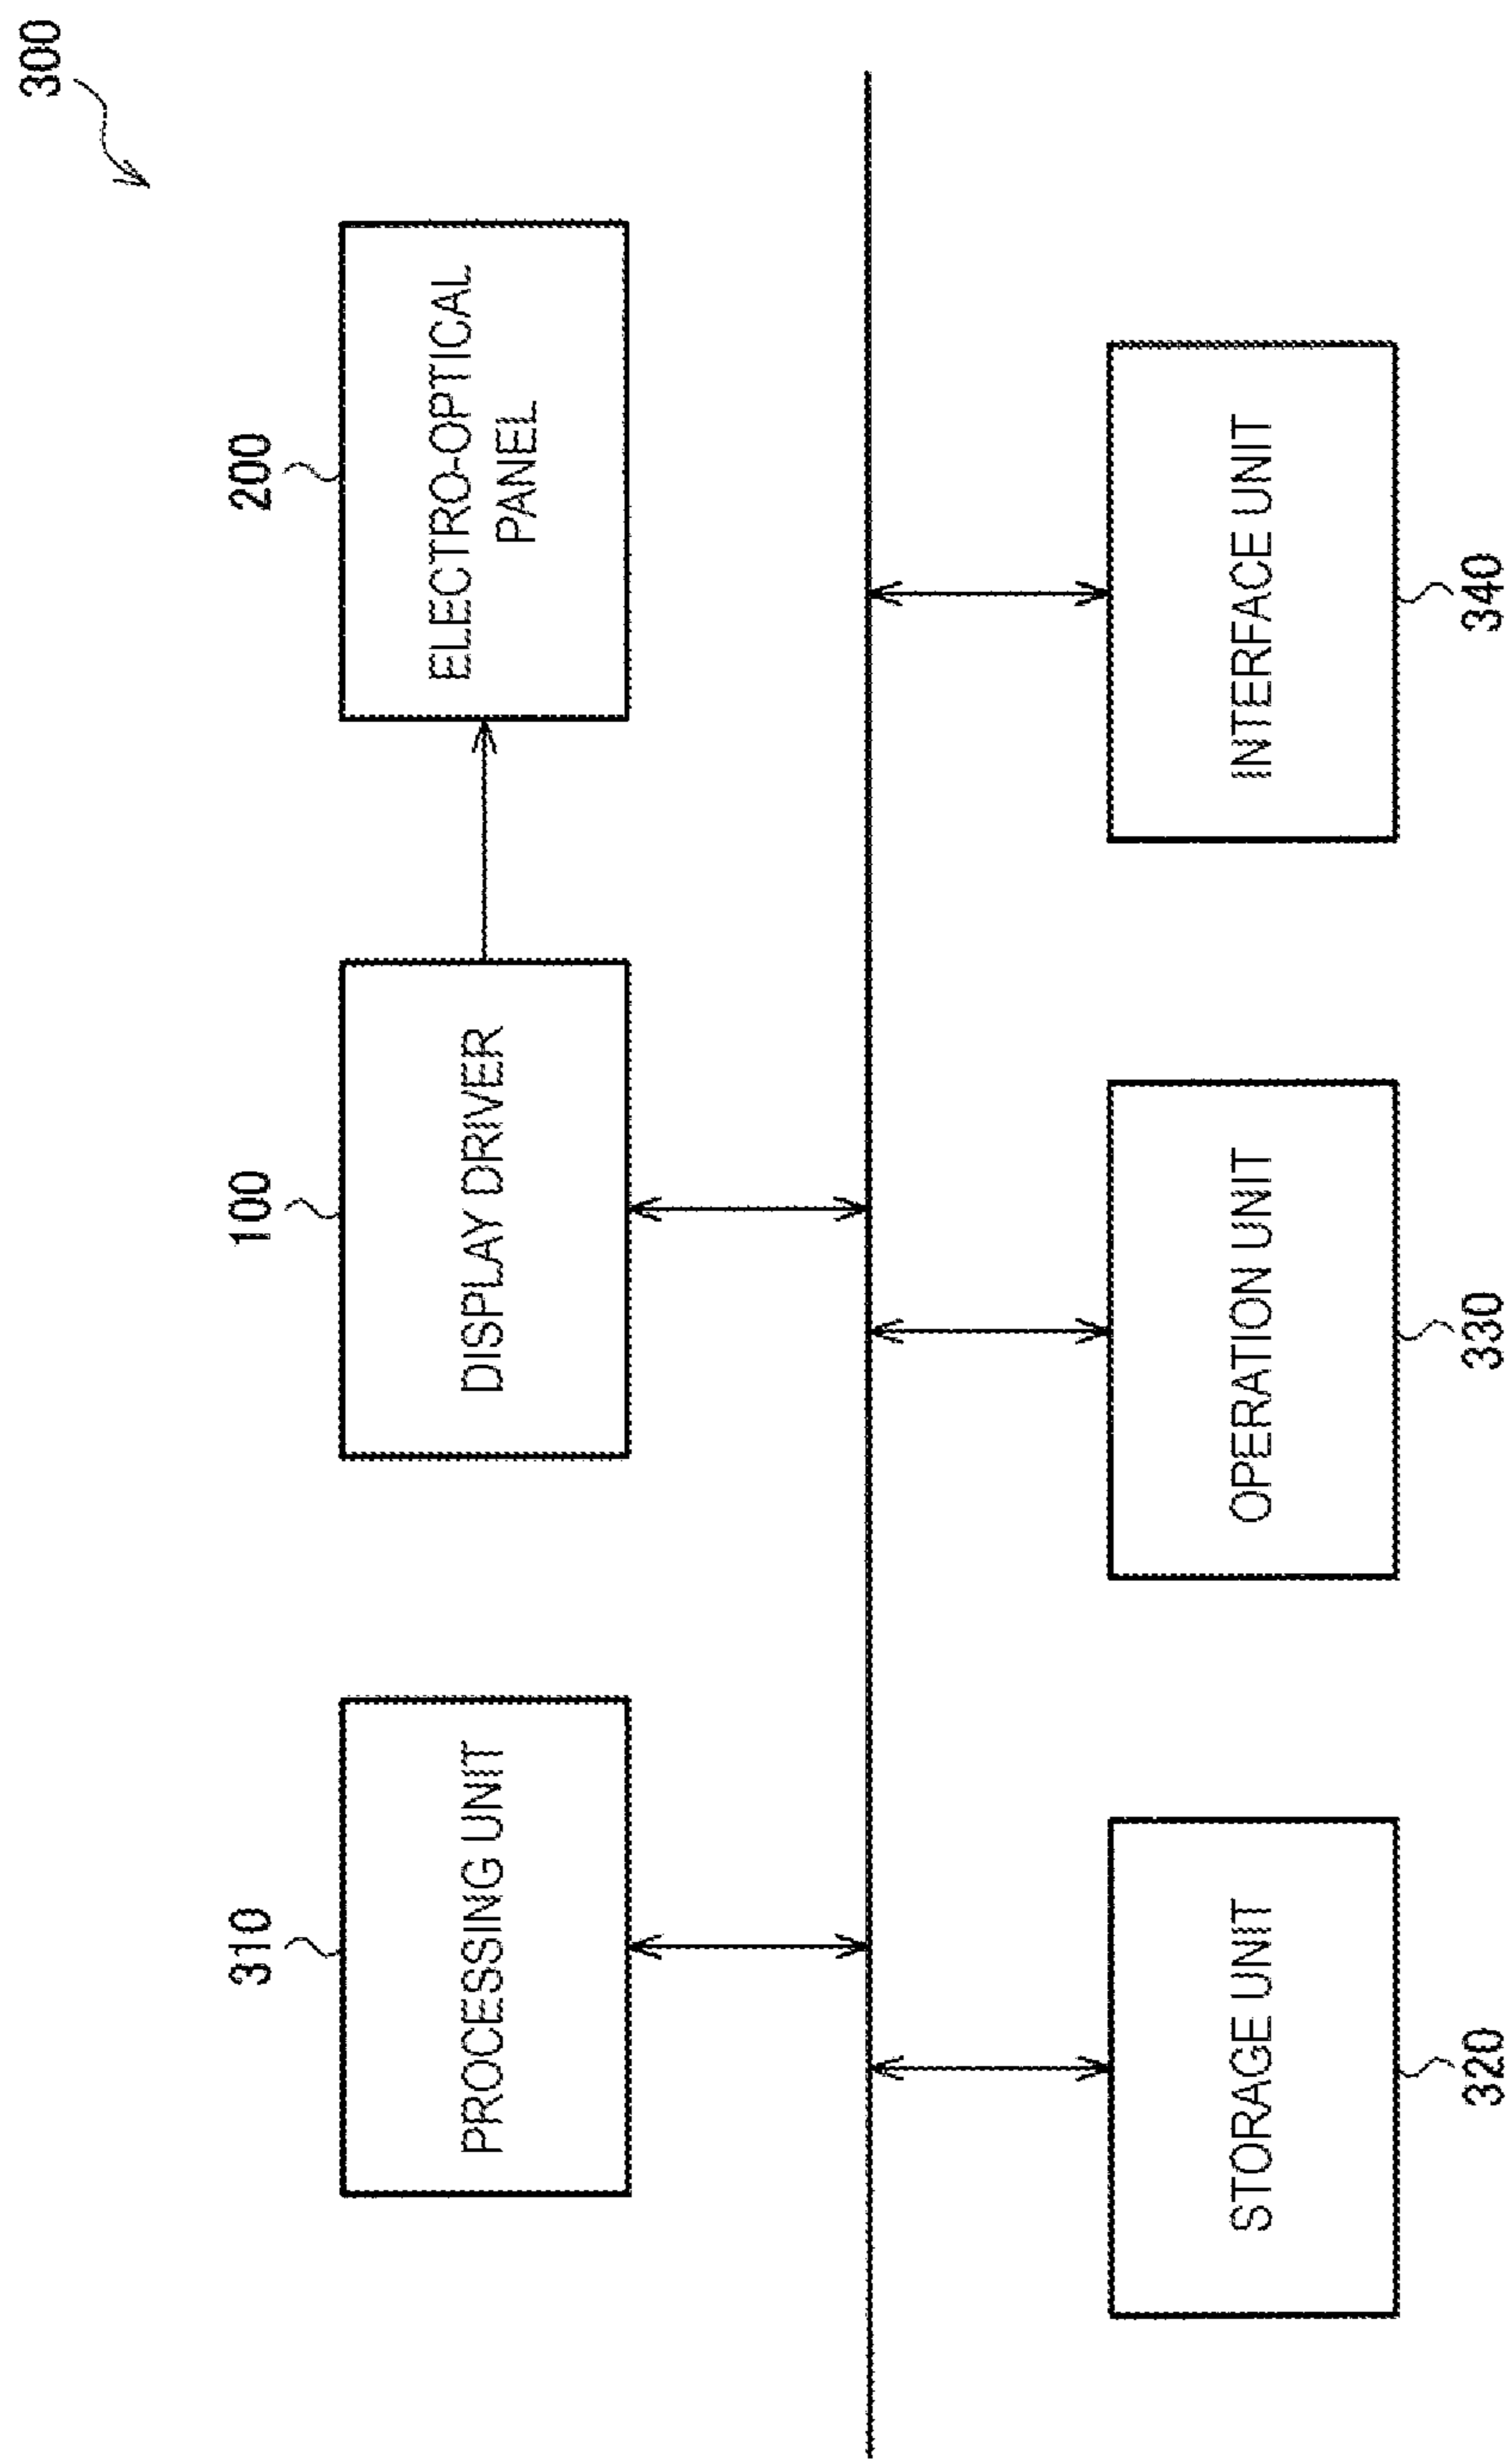 300
310
100
200
PROCESSING UNIT
DISPLAY DRIVER
ELECTRO-OPTICAL
PANEL
STORAGE UNIT
OPERATION UNIT
INTERFACE UNIT
320
330
340